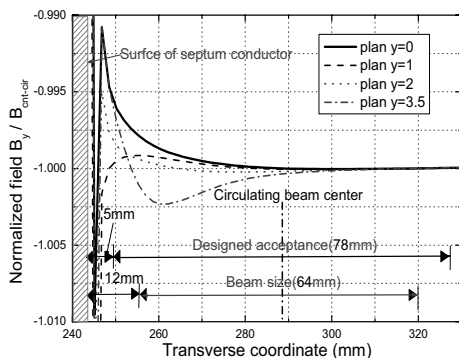 -0.990
-0.995
-1.000
-1.005
-1.010
Normalized field By / Bcnt-cir
Surfce of septum conductor
plan y=0
plan y=1
plan y=2
plan y=3.5
Circulating beam center
5mm
Designed acceptance(78mm)
12mm
Beam size(64mm)
240 260 280 300 320
Transverse coordinate (mm)